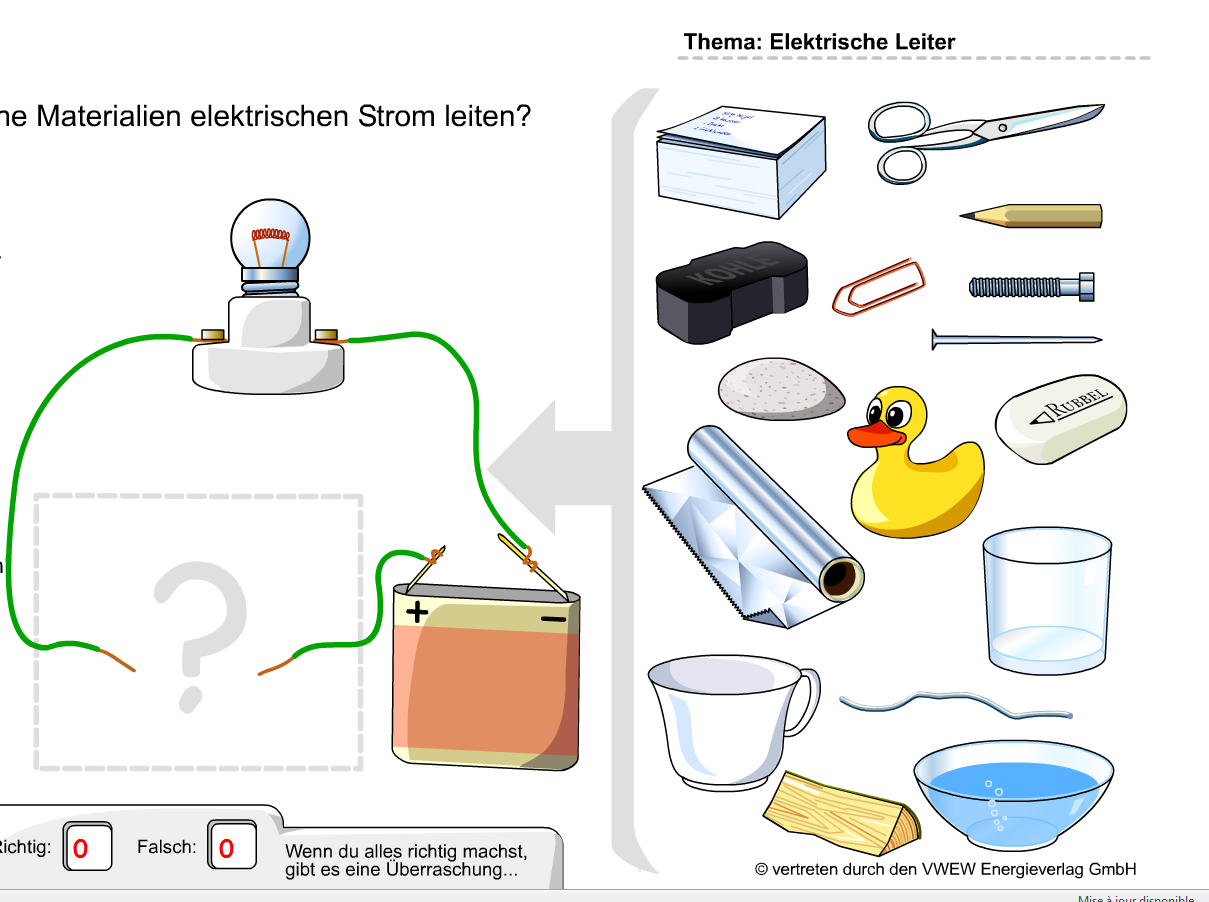 Thema: Elektrische Leiter
ne Materialien elektrischen Strom leiten?
KOHLE
RUBBEL
n
+
–
Richtig: 0 Falsch: 0
Wenn du alles richtig machst,
gibt es eine Überraschung...
© vertreten durch den VWEW Energieverlag GmbH
Mise à jour disponible